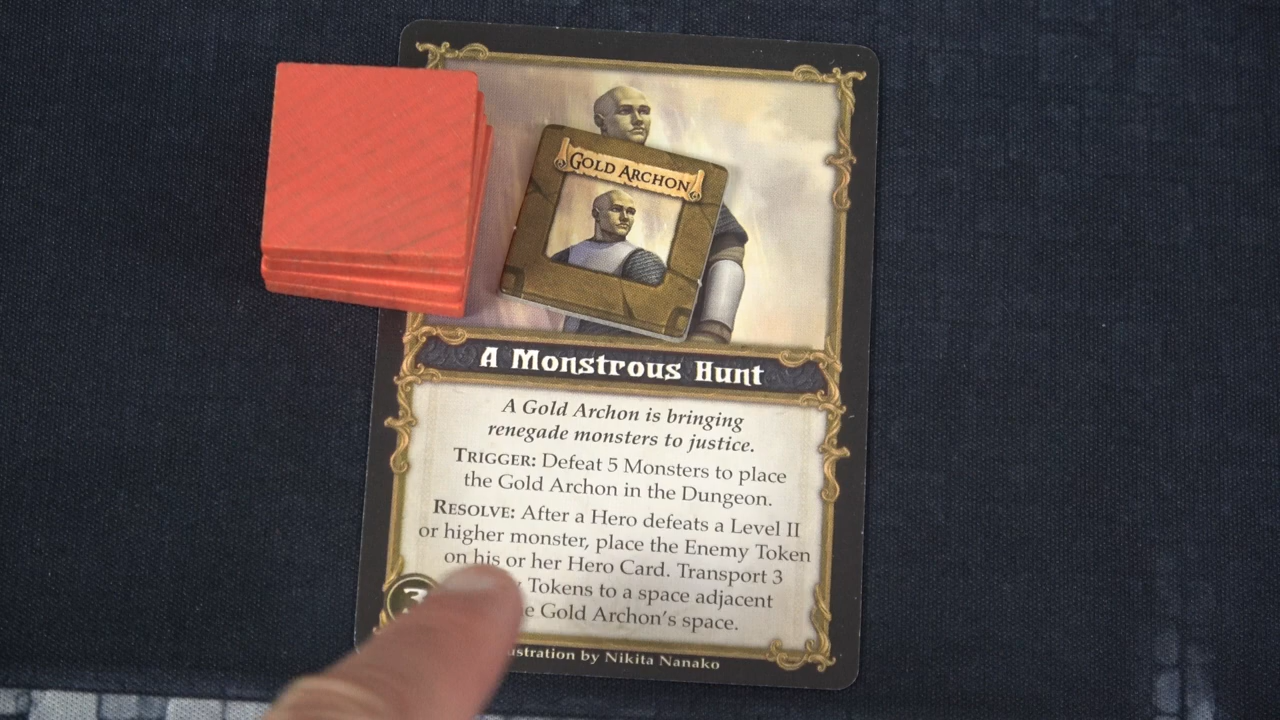 GOLD ARCHON
A Monstrous Hunt
A Gold Archon is bringing
renegade monsters to justice.
TRIGGER: Defeat 5 Monsters to place
the Gold Archon in the Dungeon.
RESOLVE: After a Hero defeats a Level II
or higher monster, place the Enemy Token
on his or her Hero Card. Transport 3
Tokens to a space adjacent
Gold Archon's space.
3
by Nikita Nanako